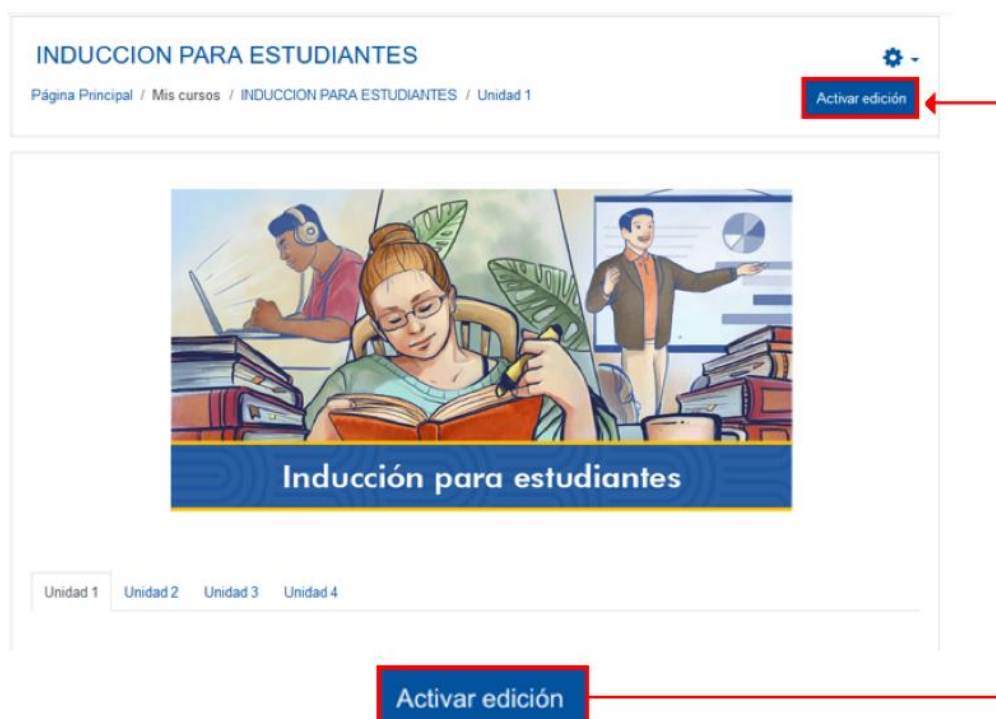 INDUCCION PARA ESTUDIANTES
Página Principal / Mis cursos / INDUCCION PARA ESTUDIANTES / Unidad 1
Activar edición
Inducción para estudiantes
Unidad 1 Unidad 2 Unidad 3 Unidad 4
Activar edición